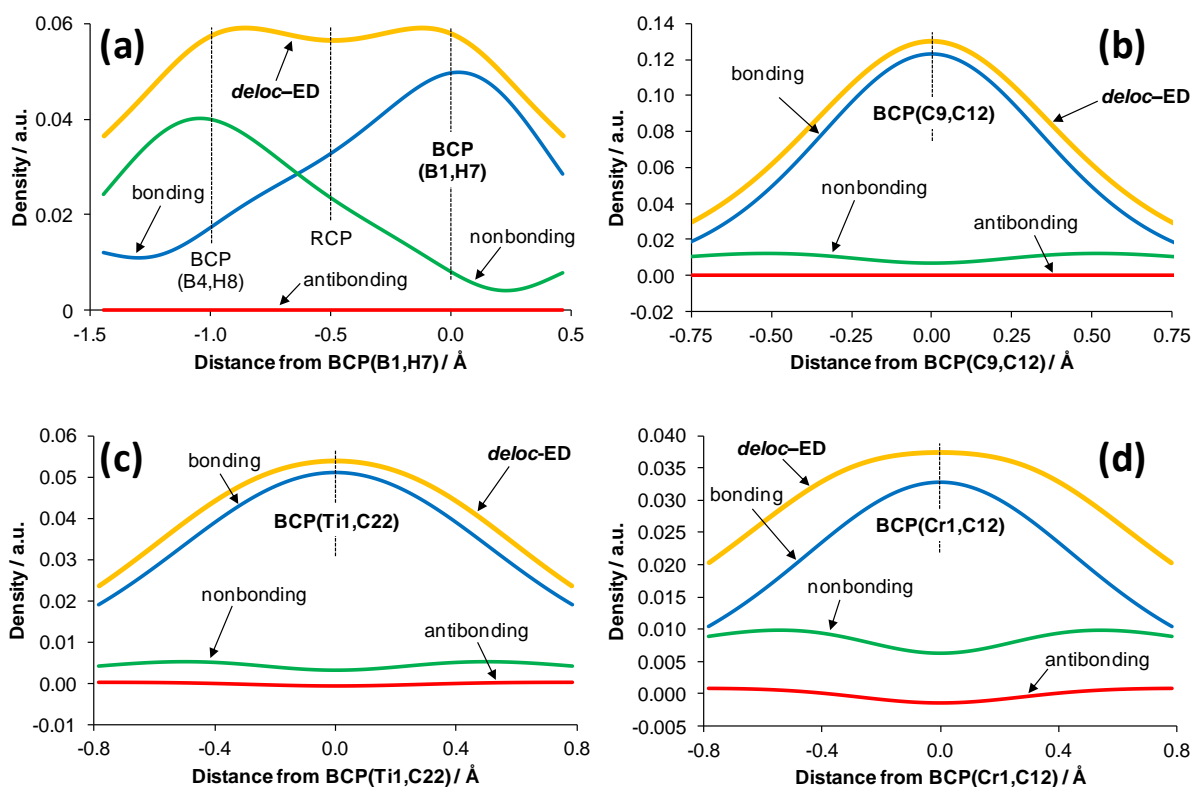 (a)
0.06
0.04
0.02
0
Density / a.u.
deloc–ED
bonding
BCP
(B4,H8)
RCP
BCP
(B1,H7)
nonbonding
antibonding
-1.5
-1.0
-0.5
0.0
0.5
Distance from BCP(B1,H7) / Å
(b)
0.14
0.12
0.10
0.08
0.06
0.04
0.02
0.00
-0.02
Density / a.u.
bonding
BCP(C9,C12)
deloc–ED
nonbonding
antibonding
-0.75
-0.50
-0.25
0.00
0.25
0.50
0.75
Distance from BCP(C9,C12) / Å
(c)
0.06
0.05
0.04
0.03
0.02
0.01
0.00
-0.01
Density / a.u.
bonding
deloc-ED
BCP(Ti1,C22)
nonbonding
antibonding
-0.8
-0.4
0.0
0.4
0.8
Distance from BCP(Ti1,C22) / Å
(d)
0.040
0.035
0.030
0.025
0.020
0.015
0.010
0.005
0.000
-0.005
Density / a.u.
deloc–ED
bonding
BCP(Cr1,C12)
nonbonding
antibonding
-0.8
-0.4
0.0
0.4
0.8
Distance from BCP(Cr1,C12) / Å